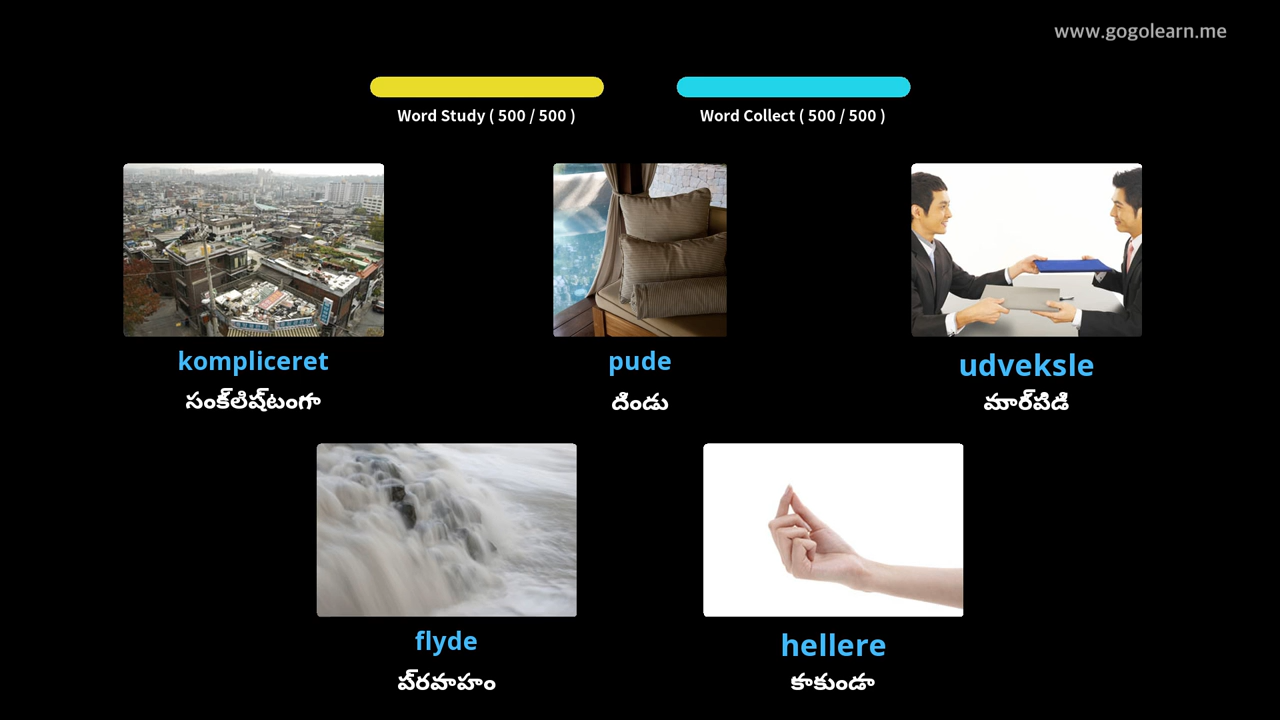 www.gogolearn.me
Word Study ( 500 / 500 )
Word Collect ( 500 / 500 )
kompliceret
సంక్‌లిష్‌టంగా
pude
దిండు
udveksle
మార్‌పిడి
flyde
ప్‌రవాహం
hellere
కాకుండా